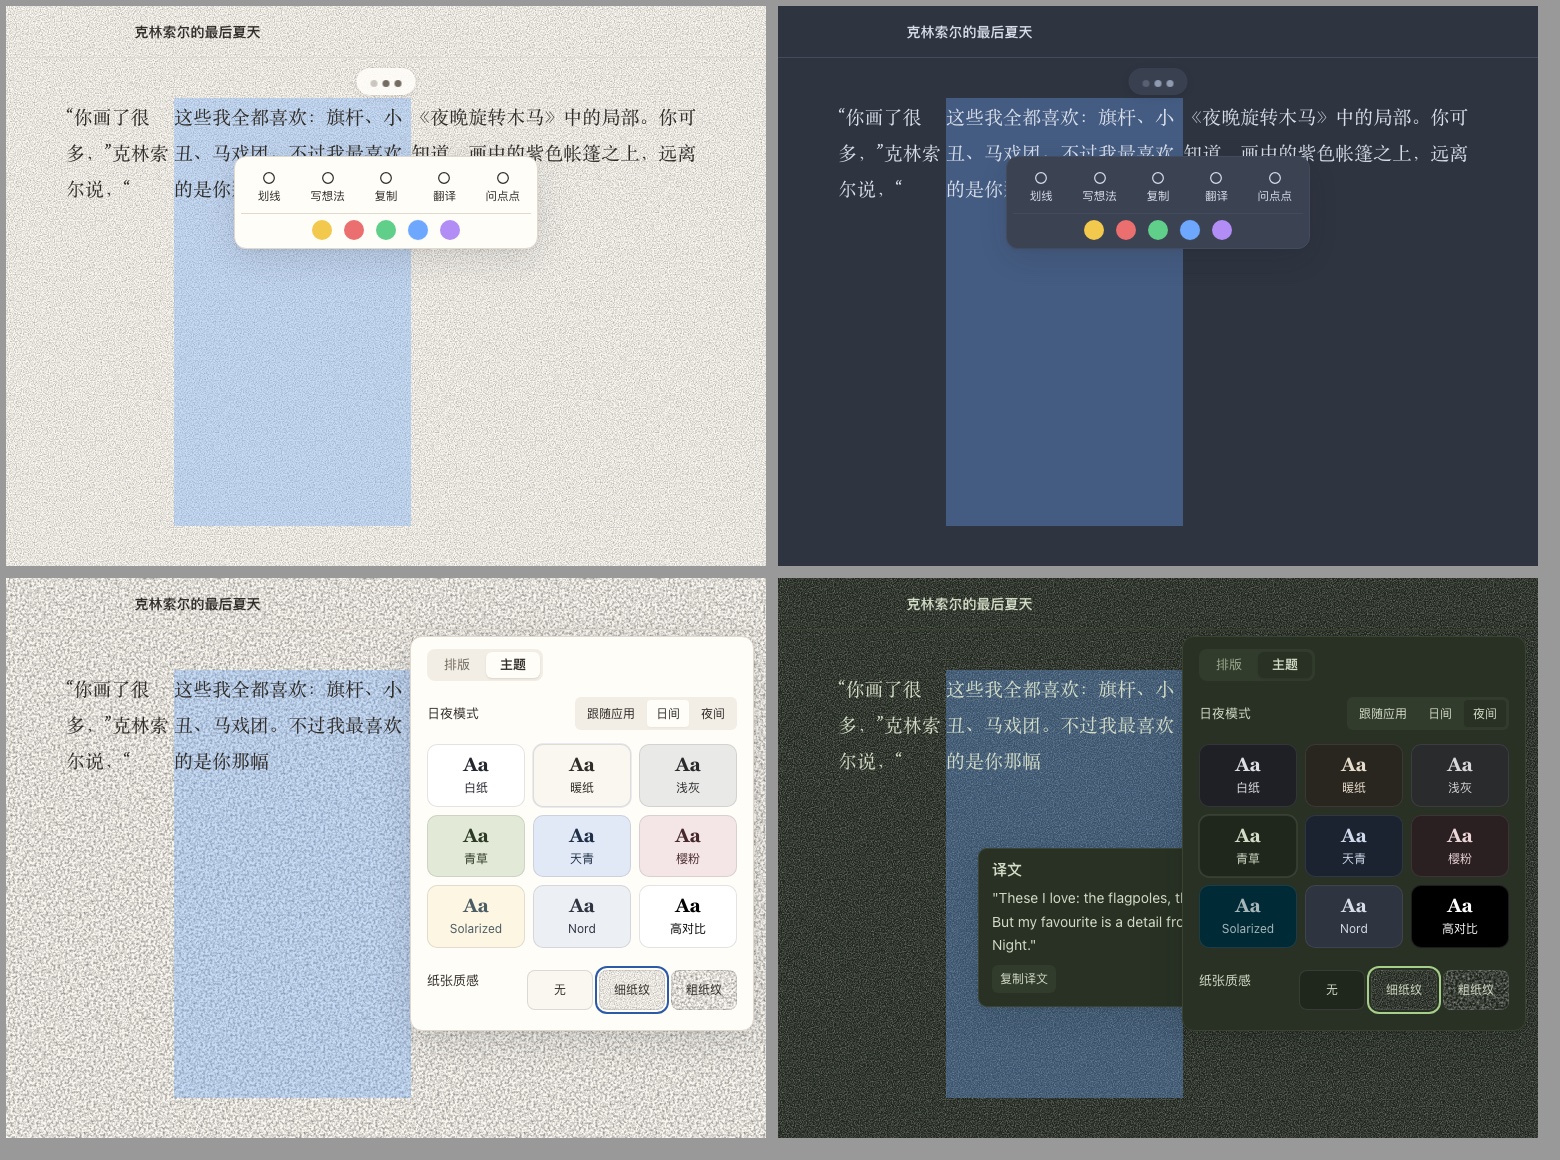 克林索尔的最后夏天
“你画了很 这些我全都喜欢：旗杆、小 《夜晚旋转木马》中的局部。你可
多，”克林索 丑、马戏团。不过我最喜欢 知道，画中的紫色帐篷之上，远离
尔说，“ 的是你
划线 写想法 复制 翻译 问点点
克林索尔的最后夏天
“你画了很 这些我全都喜欢：旗杆、小 《夜晚旋转木马》中的局部。你可
多，”克林索 丑、马戏团。不过我最喜欢 知道，画中的紫色帐篷之上，远离
尔说，“ 的是你
划线 写想法 复制 翻译 问点点
克林索尔的最后夏天
“你画了很 这些我全都喜欢：旗杆、小
多，”克林索 丑、马戏团。不过我最喜欢
尔说，“ 的是你那幅
排版 主题
日夜模式 跟随应用 日间 夜间
Aa Aa Aa
白纸 暖纸 浅灰
Aa Aa Aa
青草 天青 樱粉
Aa Aa Aa
Solarized Nord 高对比
纸张质感 无 细纸纹 粗纸纹
克林索尔的最后夏天
“你画了很 这些我全都喜欢：旗杆、小
多，”克林索 丑、马戏团。不过我最喜欢
尔说，“ 的是你那幅
译文
"These I love: the flagpoles,
But my favourite is a detail
Night."
复制译文
排版 主题
日夜模式 跟随应用 日间 夜间
Aa Aa Aa
白纸 暖纸 浅灰
Aa Aa Aa
青草 天青 樱粉
Aa Aa Aa
Solarized Nord 高对比
纸张质感 无 细纸纹 粗纸纹